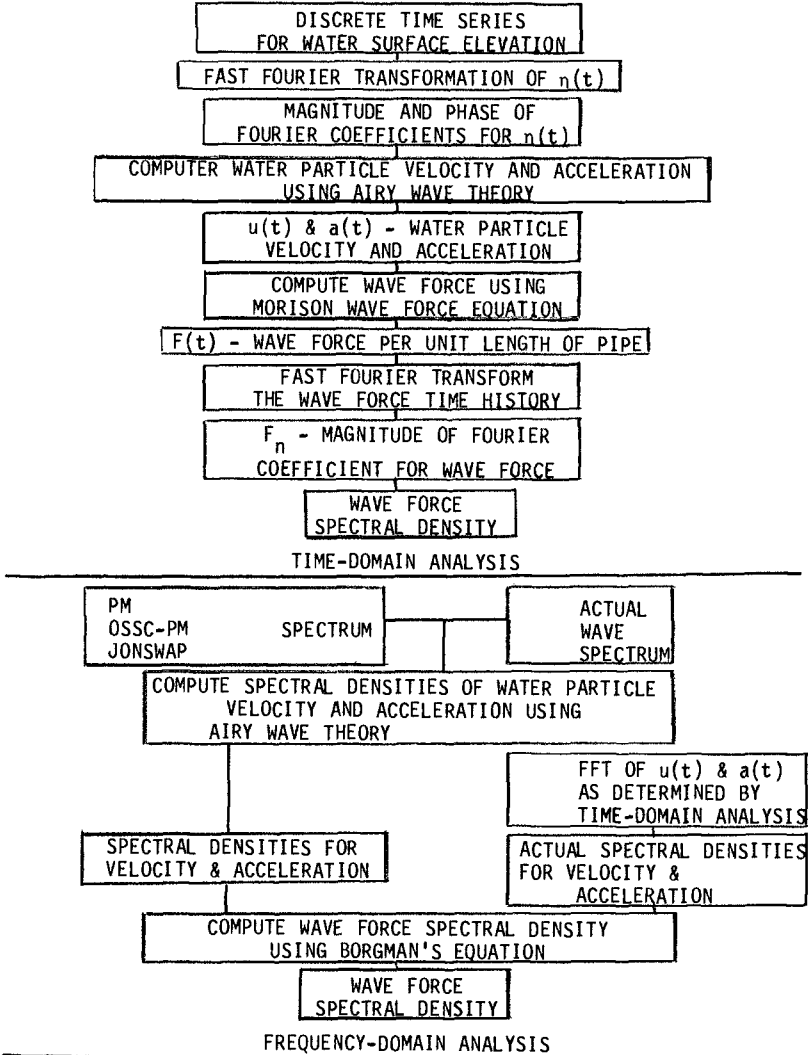 DISCRETE TIME SERIES
FOR WATER SURFACE ELEVATION
FAST FOURIER TRANSFORMATION OF η(t)
MAGNITUDE AND PHASE OF
FOURIER COEFFICIENTS FOR η(t)
COMPUTER WATER PARTICLE VELOCITY AND ACCELERATION
USING AIRY WAVE THEORY
u(t) & a(t) - WATER PARTICLE
VELOCITY AND ACCELERATION
COMPUTE WAVE FORCE USING
MORISON WAVE FORCE EQUATION
F(t) - WAVE FORCE PER UNIT LENGTH OF PIPE
FAST FOURIER TRANSFORM
THE WAVE FORCE TIME HISTORY
Fn - MAGNITUDE OF FOURIER
COEFFICIENT FOR WAVE FORCE
WAVE FORCE
SPECTRAL DENSITY
TIME-DOMAIN ANALYSIS
PM
OSSC-PM SPECTRUM
JONSWAP
ACTUAL
WAVE
SPECTRUM
COMPUTE SPECTRAL DENSITIES OF WATER PARTICLE
VELOCITY AND ACCELERATION USING
AIRY WAVE THEORY
FFT OF u(t) & a(t)
AS DETERMINED BY
TIME-DOMAIN ANALYSIS
SPECTRAL DENSITIES FOR
VELOCITY & ACCELERATION
ACTUAL SPECTRAL DENSITIES
FOR VELOCITY &
ACCELERATION
COMPUTE WAVE FORCE SPECTRAL DENSITY
USING BORGMAN'S EQUATION
WAVE FORCE
SPECTRAL DENSITY
FREQUENCY-DOMAIN ANALYSIS